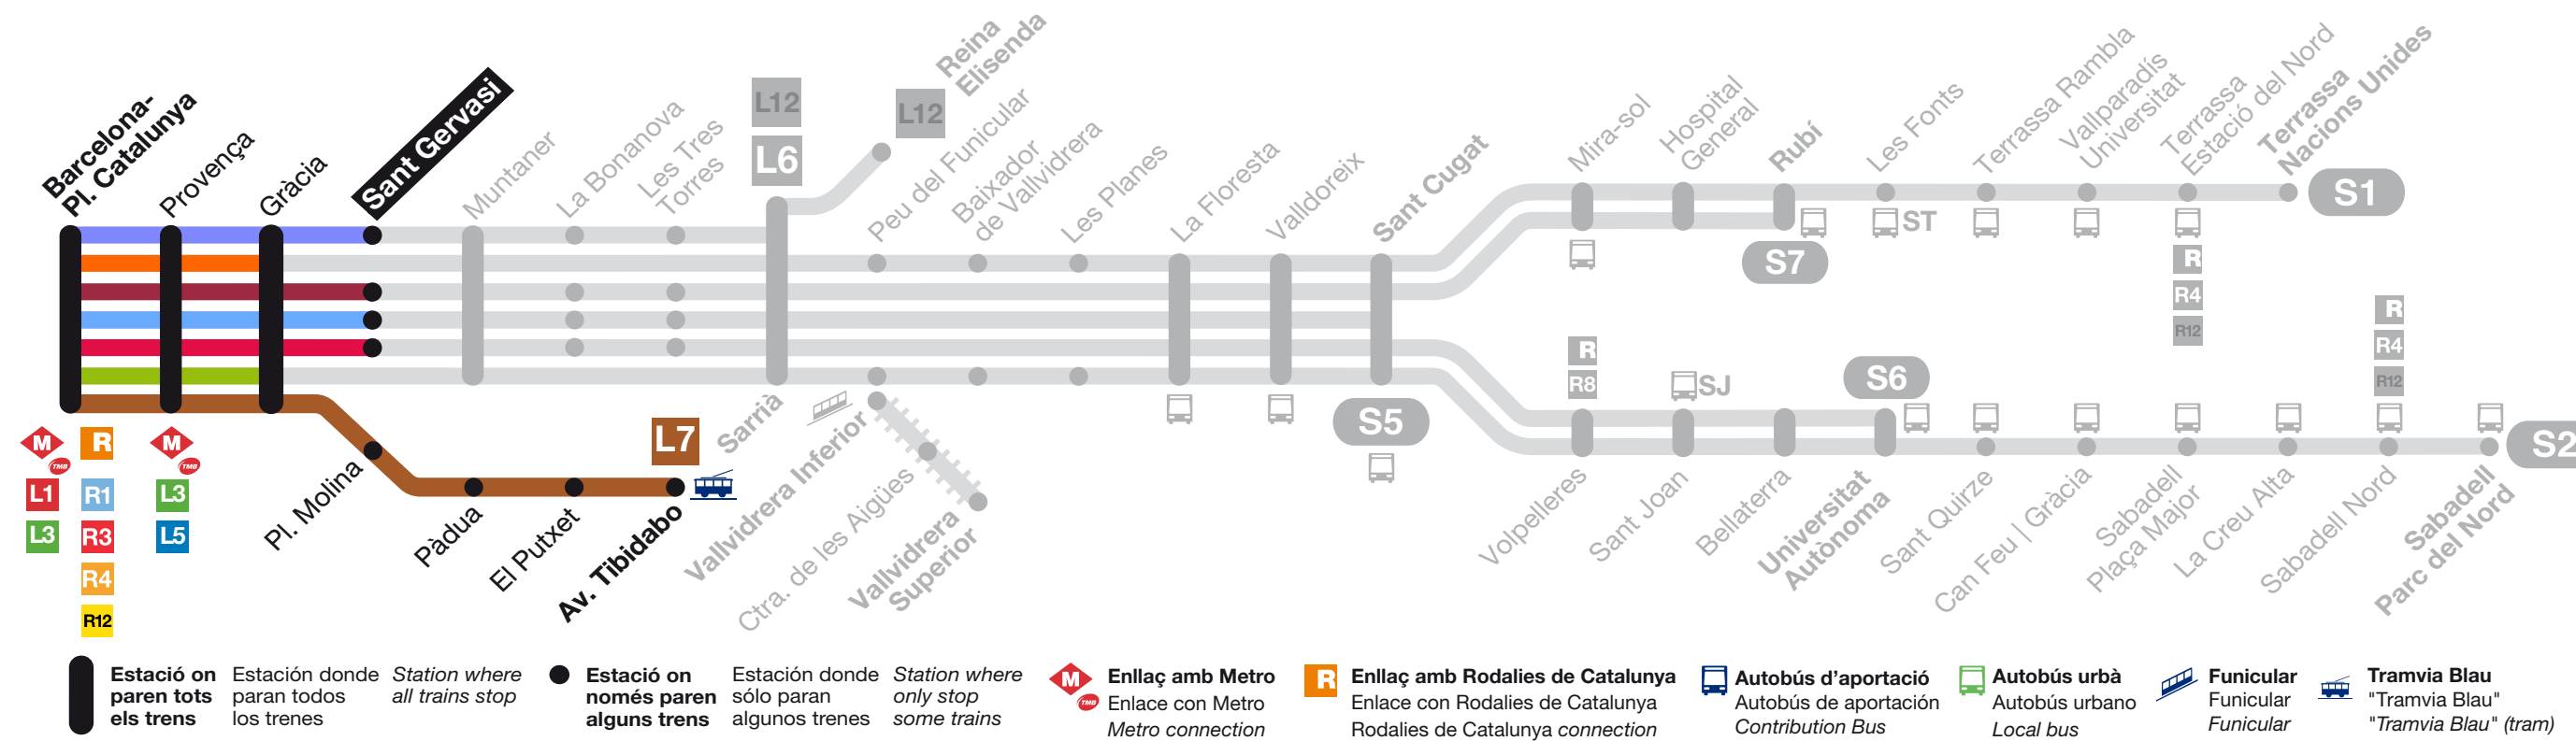 Barcelona-
Pl. Catalunya
Provença
Gràcia
Sant Gervasi
Muntaner
La Bonanova
Les Tres
Torres
L12
L6
Reina
Elisenda
L12
Peu del Funicular
Baixador
de Vallvidrera
Les Planes
La Floresta
Valldoreix
Sant Cugat
Mira-sol
Hospital
General
Rubí
Les Fonts
Terrassa Rambla
Vallparadís
Universitat
Terrassa
Estació del Nord
Terrassa
Nacions Unides
S1
ST
S7
R
R4
R12
R
R4
R12
R
R8
SJ
S6
S5
S2
M
TMB
L1
L3
R
R1
R3
R4
R12
M
TMB
L3
L5
Pl. Molina
Pàdua
El Putxet
Av. Tibidabo
L7
Sarrià
Vallvidrera Inferior
Ctra. de les Aigües
Vallvidrera
Superior
Volpelleres
Sant Joan
Bellaterra
Universitat
Autònoma
Sant Quirze
Can Feu | Gràcia
Sabadell
Plaça Major
La Creu Alta
Sabadell Nord
Sabadell
Parc del Nord
Estació on
paren tots
els trens
Estación donde
paran todos
los trenes
Station where
all trains stop
Estació on
només paren
alguns trens
Estación donde
sólo paran
algunos trenes
Station where
only stop
some trains
M
TMB
Enllaç amb Metro
Enlace con Metro
Metro connection
R
Enllaç amb Rodalies de Catalunya
Enlace con Rodalies de Catalunya
Rodalies de Catalunya connection
Autobús d'aportació
Autobús de aportación
Contribution Bus
Autobús urbà
Autobús urbano
Local bus
Funicular
Funicular
Funicular
Tramvia Blau
"Tramvia Blau"
"Tramvia Blau" (tram)